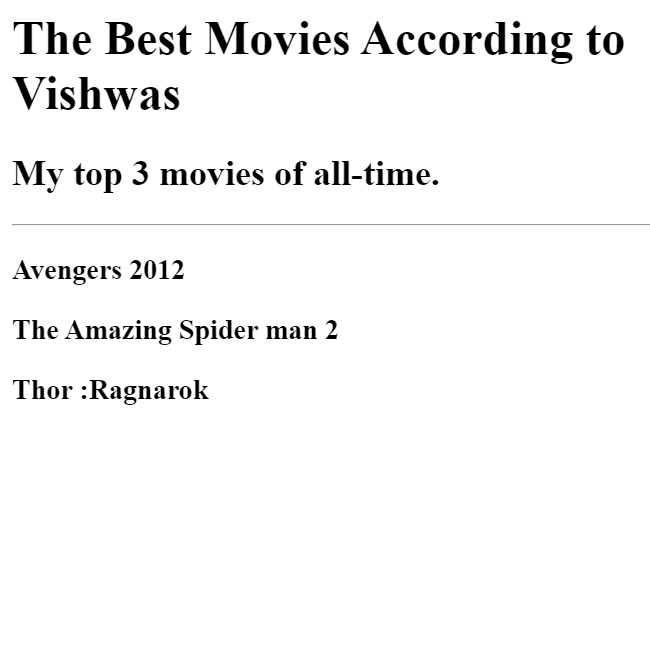 The Best Movies According to
Vishwas
My top 3 movies of all-time.
Avengers 2012
The Amazing Spider man 2
Thor :Ragnarok